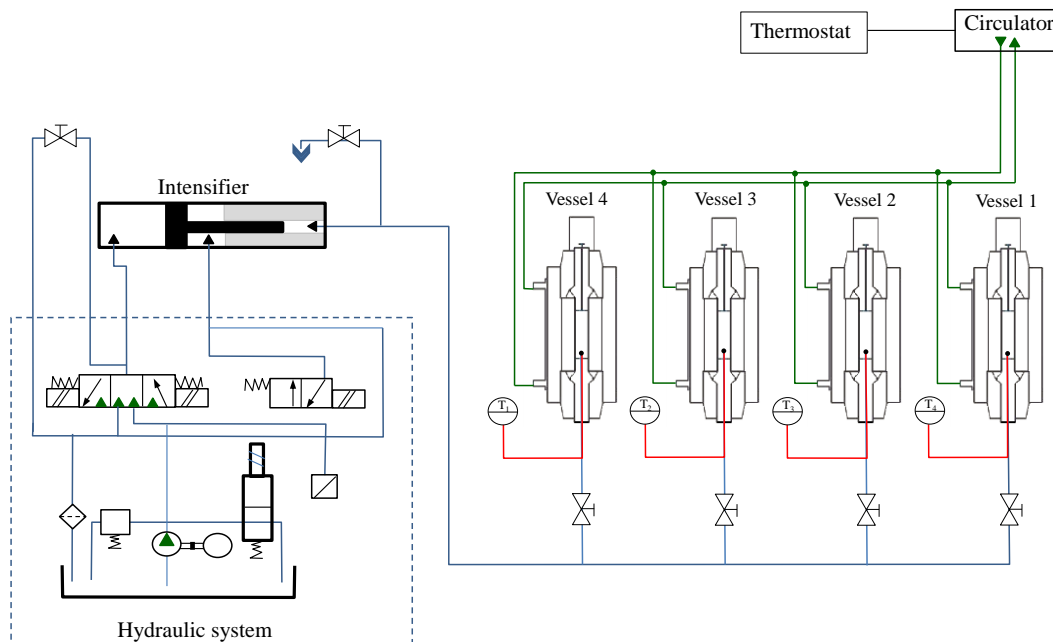 Thermostat
Circulator
Intensifier
Vessel 4
Vessel 3
Vessel 2
Vessel 1
T1
T2
T3
T4
Hydraulic system